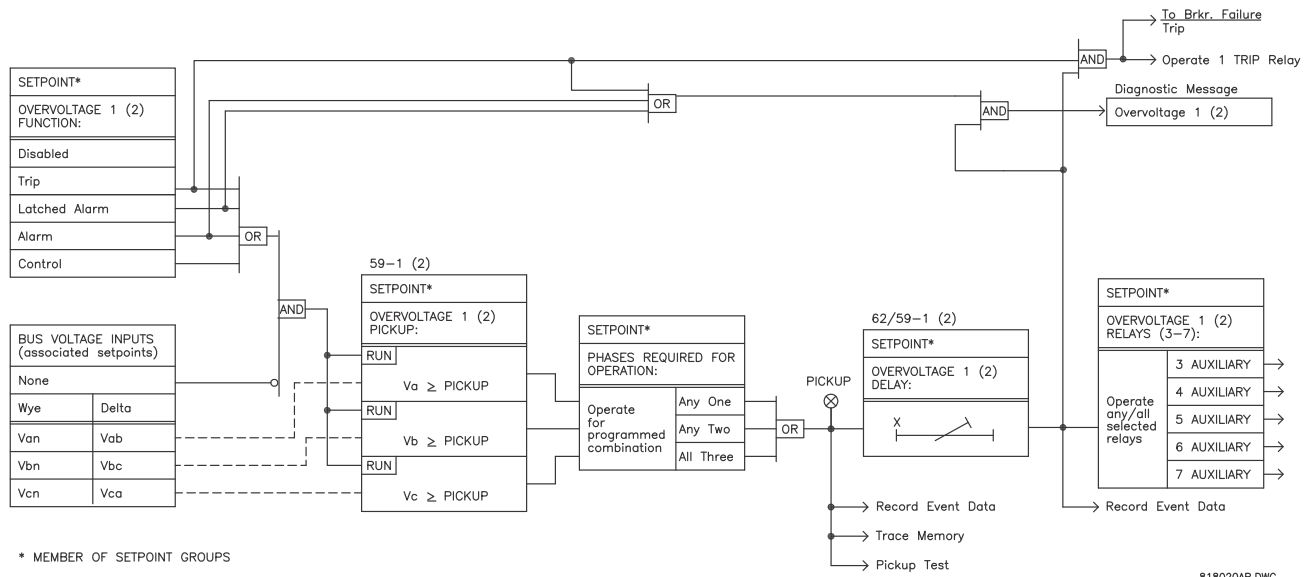 To Brkr. Failure
Trip
AND
Operate 1 TRIP Relay
SETPOINT*
OVERVOLTAGE 1 (2)
FUNCTION:
Disabled
Trip
Latched Alarm
Alarm
Control
OR
OR
AND
Diagnostic Message
Overvoltage 1 (2)
AND
BUS VOLTAGE INPUTS
(associated setpoints)
None
Wye Delta
Van Vab
Vbn Vbc
Vcn Vca
59-1 (2)
SETPOINT*
OVERVOLTAGE 1 (2)
PICKUP:
RUN
Va ≥ PICKUP
RUN
Vb ≥ PICKUP
RUN
Vc ≥ PICKUP
SETPOINT*
PHASES REQUIRED FOR
OPERATION:
Operate
for
programmed
combination
Any One
Any Two
All Three
OR
PICKUP
62/59-1 (2)
SETPOINT*
OVERVOLTAGE 1 (2)
DELAY:
X
Record Event Data
Trace Memory
Pickup Test
SETPOINT*
OVERVOLTAGE 1 (2)
RELAYS (3-7):
Operate
any/all
selected
relays
3 AUXILIARY
4 AUXILIARY
5 AUXILIARY
6 AUXILIARY
7 AUXILIARY
Record Event Data
* MEMBER OF SETPOINT GROUPS